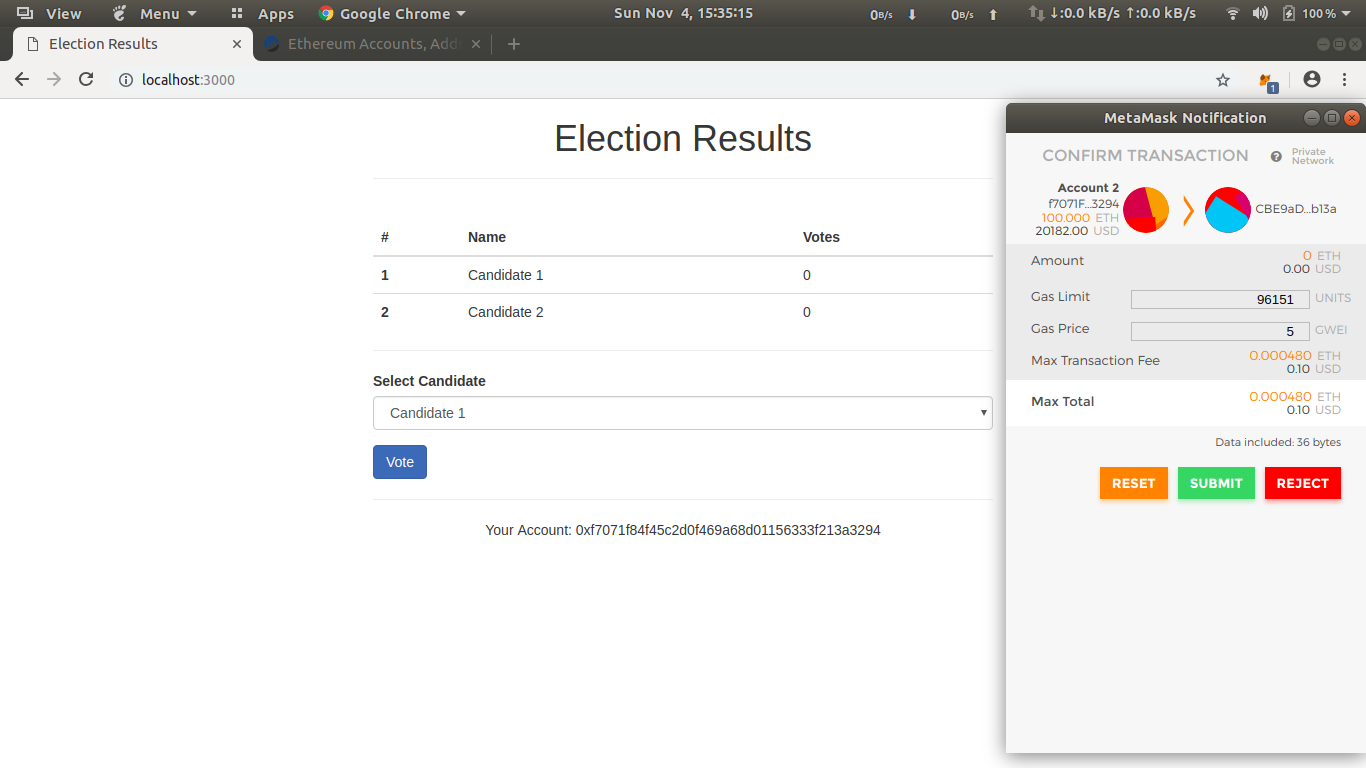 View Menu Apps Google Chrome Sun Nov 4, 15:35:15 0B/s 0B/s ↓:0.0 kB/s ↑:0.0 kB/s 100 %
Election Results Ethereum Accounts, Add
localhost:3000
1
Election Results
# Name Votes
1 Candidate 1 0
2 Candidate 2 0
Select Candidate
Candidate 1
Vote
Your Account: 0xf7071f84f45c2d0f469a68d01156333f213a3294
MetaMask Notification
CONFIRM TRANSACTION ? Private
Network
Account 2
f7071F...3294
100.000 ETH
20182.00 USD
CBE9aD...b13a
Amount 0 ETH
0.00 USD
Gas Limit 96151 UNITS
Gas Price 5 GWEI
Max Transaction Fee 0.000480 ETH
0.10 USD
Max Total 0.000480 ETH
0.10 USD
Data included: 36 bytes
RESET SUBMIT REJECT